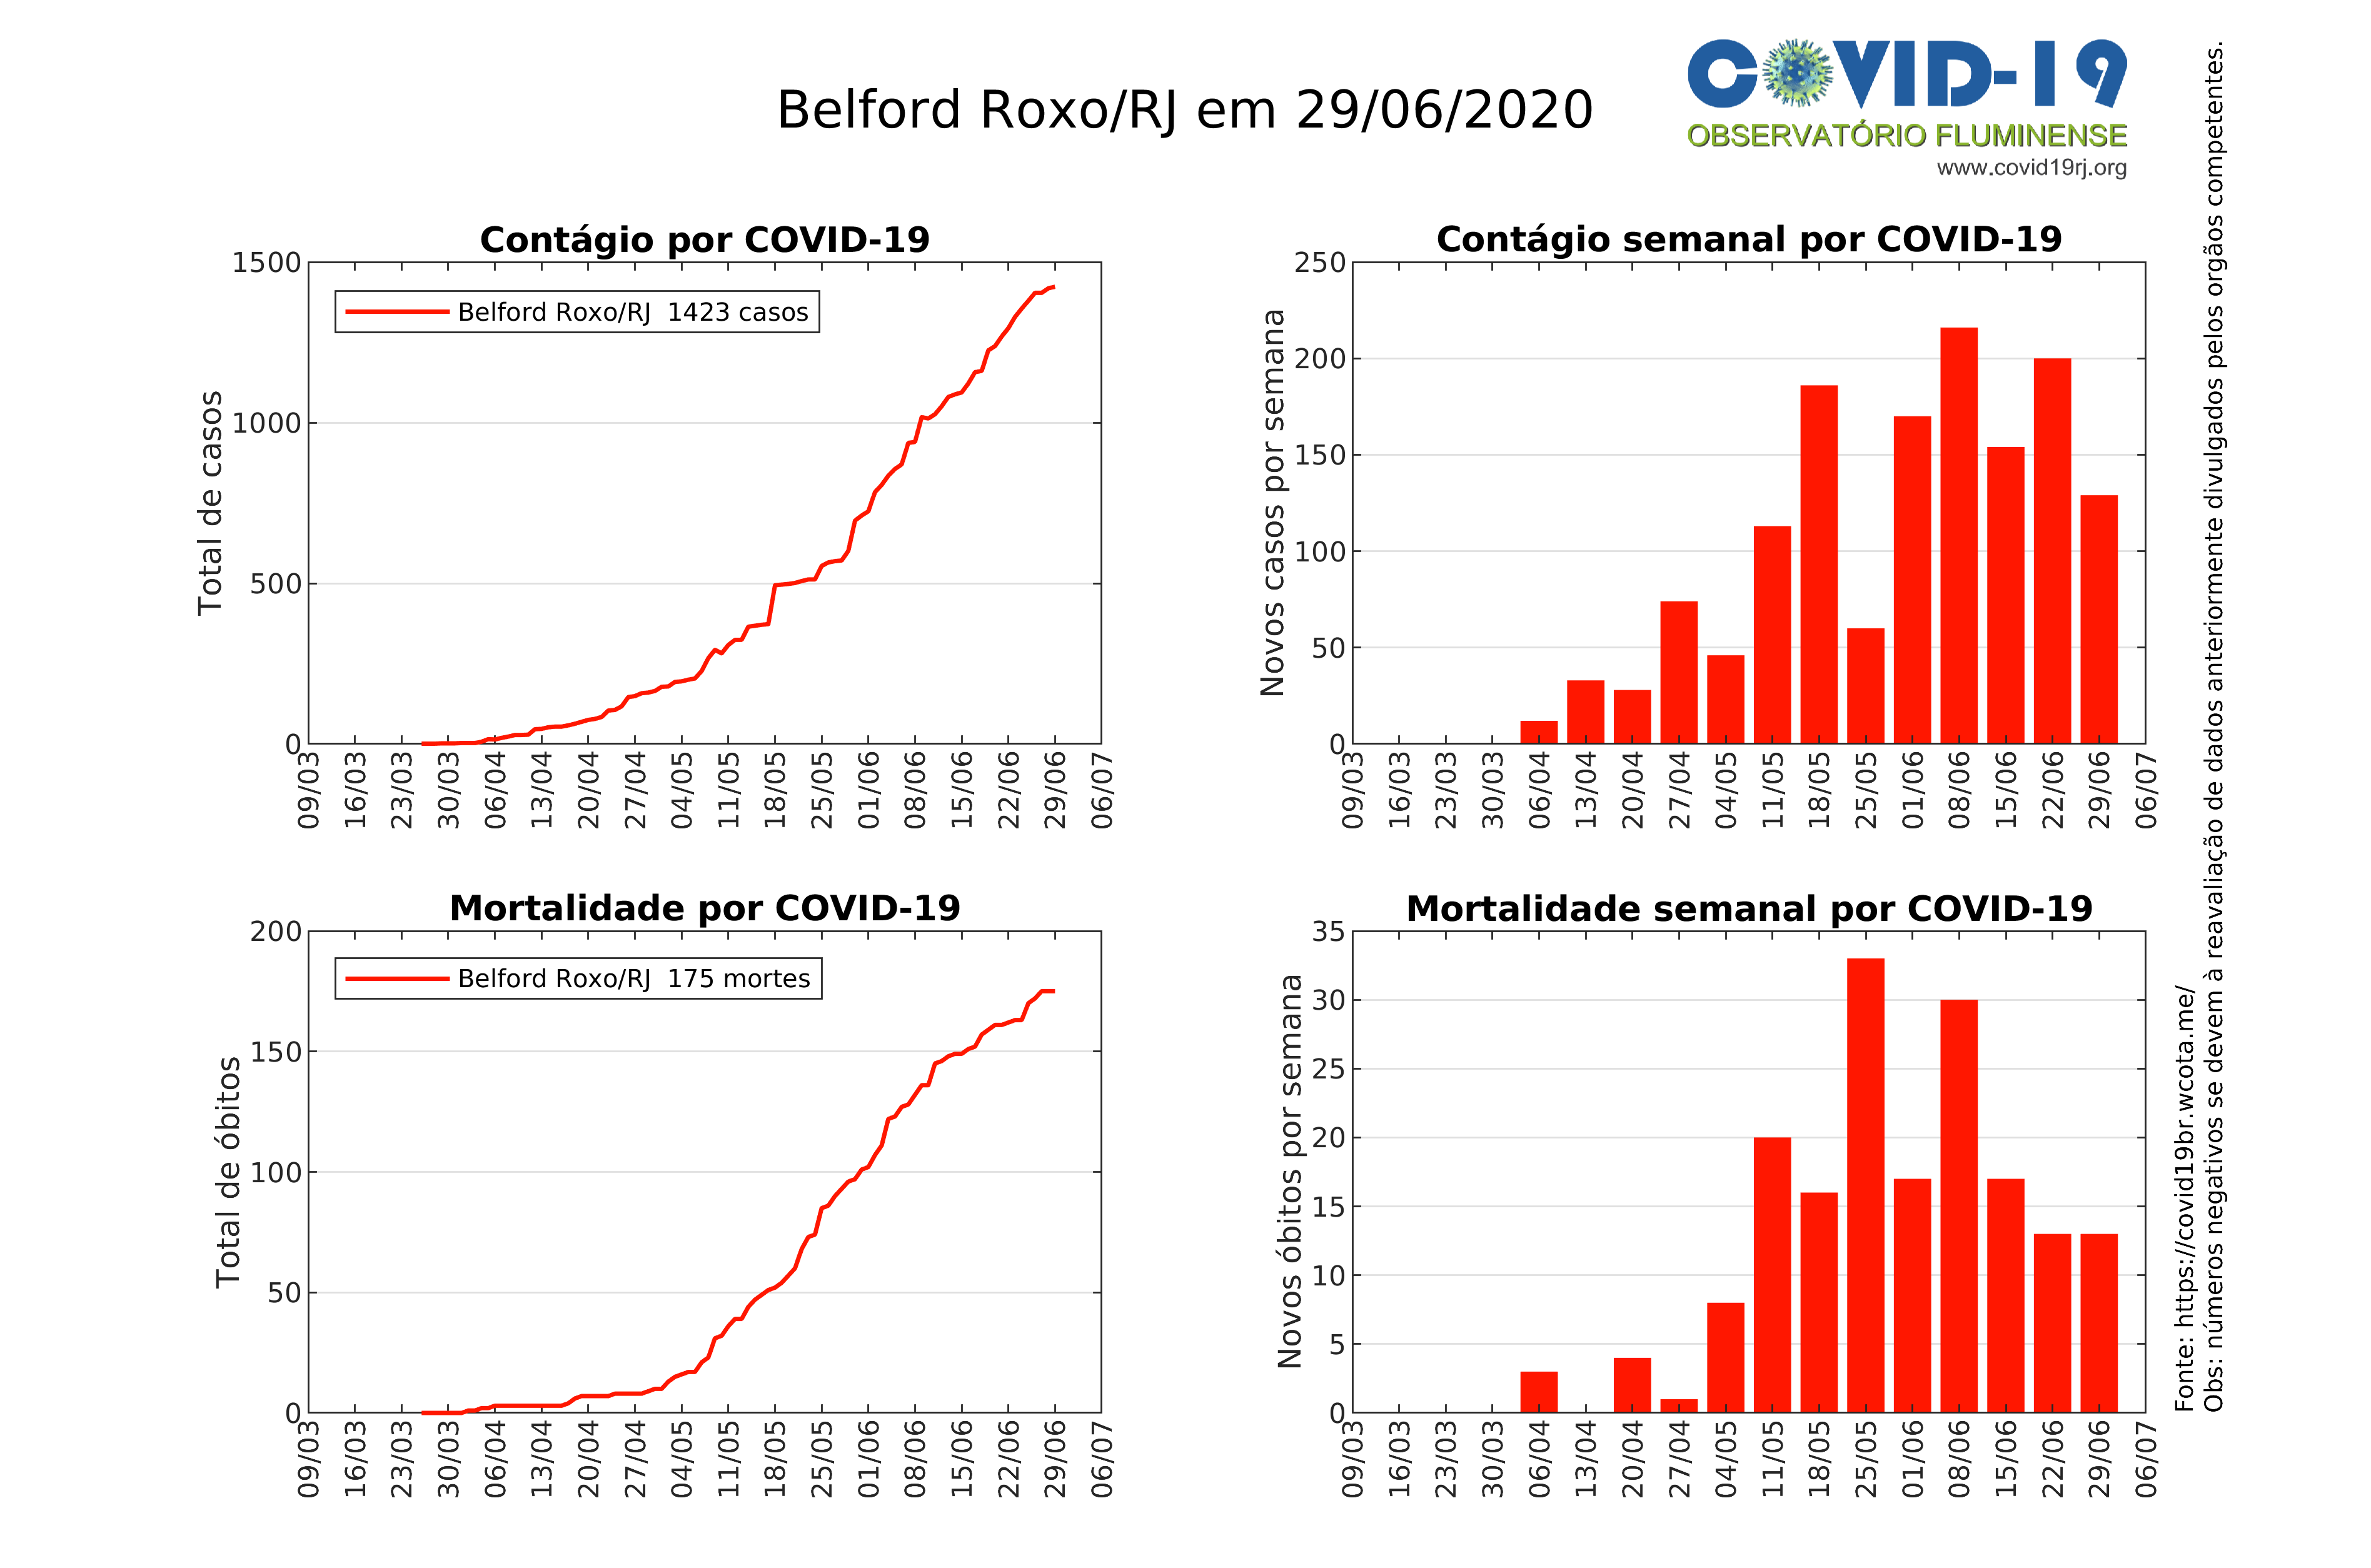 Belford Roxo/RJ em 29/06/2020
COVID-19
OBSERVATÓRIO FLUMINENSE
www.covid19rj.org
Contágio por COVID-19
Total de casos
1500
1000
500
0
Belford Roxo/RJ 1423 casos
09/03 16/03 23/03 30/03 06/04 13/04 20/04 27/04 04/05 11/05 18/05 25/05 01/06 08/06 15/06 22/06 29/06 06/07
Contágio semanal por COVID-19
Novos casos por semana
250
200
150
100
50
0
09/03 16/03 23/03 30/03 06/04 13/04 20/04 27/04 04/05 11/05 18/05 25/05 01/06 08/06 15/06 22/06 29/06 06/07
Mortalidade por COVID-19
Total de óbitos
200
150
100
50
0
Belford Roxo/RJ 175 mortes
09/03 16/03 23/03 30/03 06/04 13/04 20/04 27/04 04/05 11/05 18/05 25/05 01/06 08/06 15/06 22/06 29/06 06/07
Mortalidade semanal por COVID-19
Novos óbitos por semana
35
30
25
20
15
10
5
0
09/03 16/03 23/03 30/03 06/04 13/04 20/04 27/04 04/05 11/05 18/05 25/05 01/06 08/06 15/06 22/06 29/06 06/07
Fonte: https://covid19br.wcota.me/
Obs: números negativos se devem à reavaliação de dados anteriormente divulgados pelos orgãos competentes.